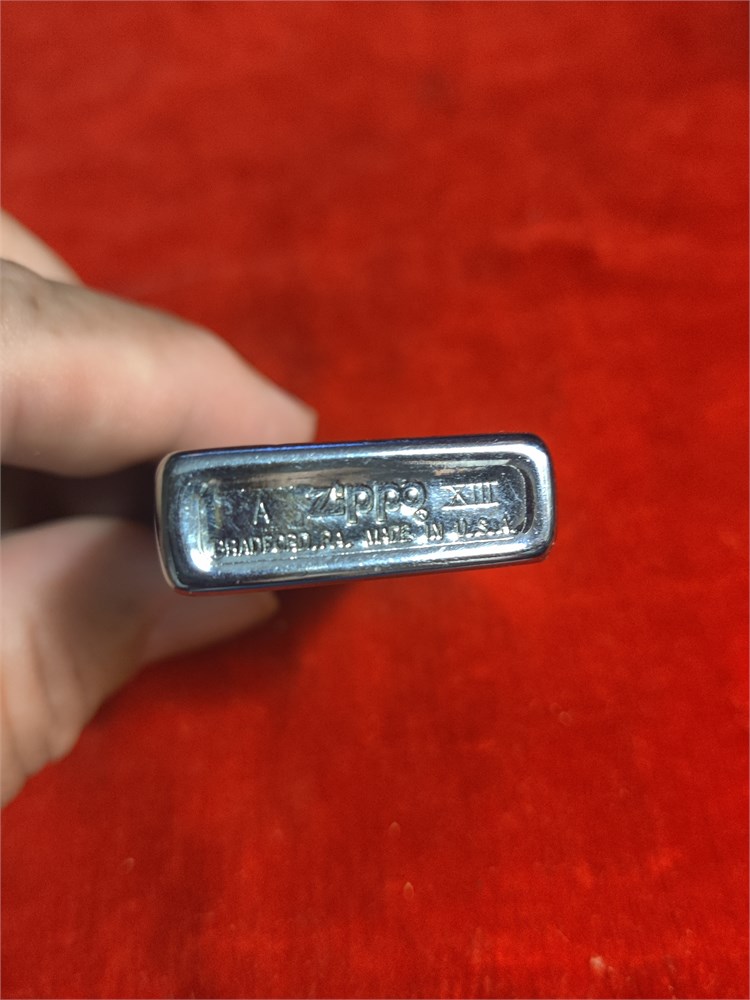 A Zippo XIII
BRADFORD, PA. MADE IN U.S.A.